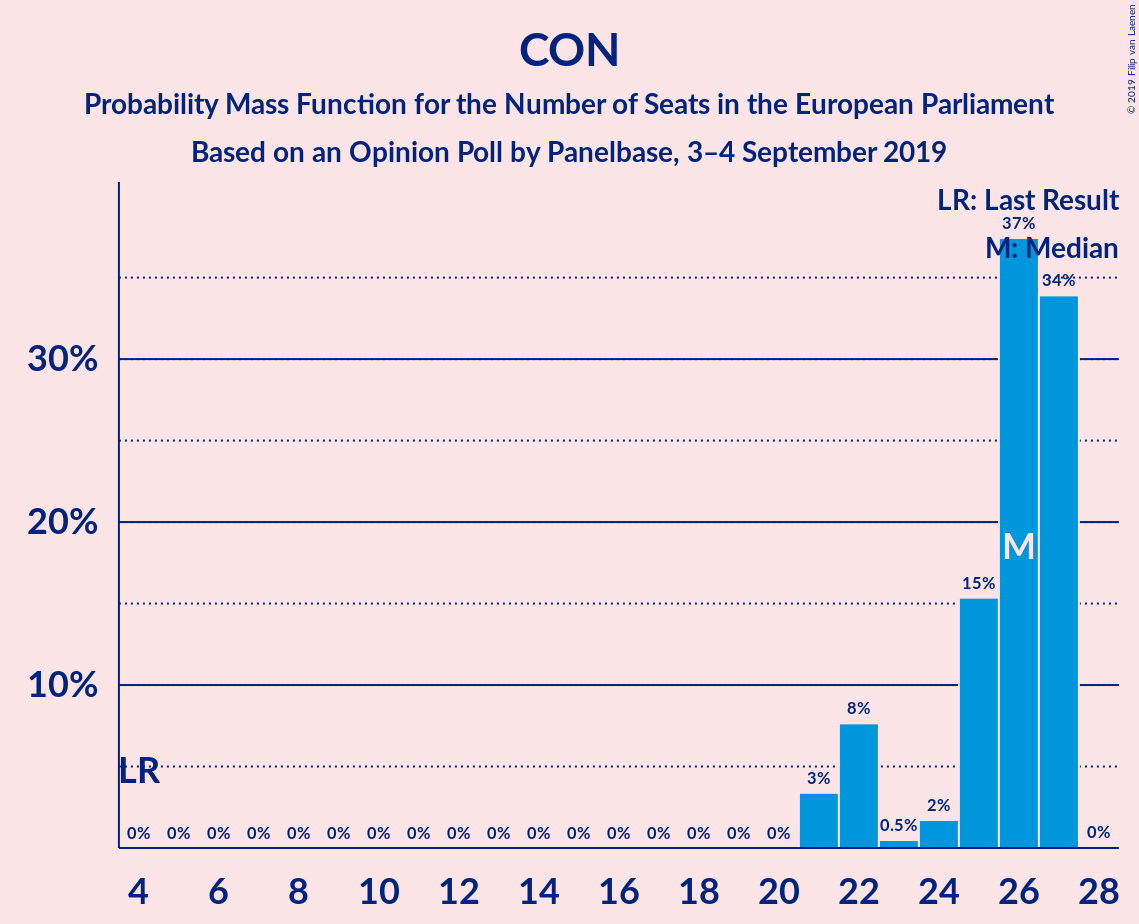 CON
Probability Mass Function for the Number of Seats in the European Parliament
Based on an Opinion Poll by Panelbase, 3–4 September 2019
© 2019 Filip van Laenen
LR: Last Result
M: Median
37%
34%
30%
20%
M
15%
10%
8%
LR
3%
2%
0.5%
0% 0% 0% 0% 0% 0% 0% 0% 0% 0% 0% 0% 0% 0% 0% 0% 0% 0%
4 6 8 10 12 14 16 18 20 22 24 26 28